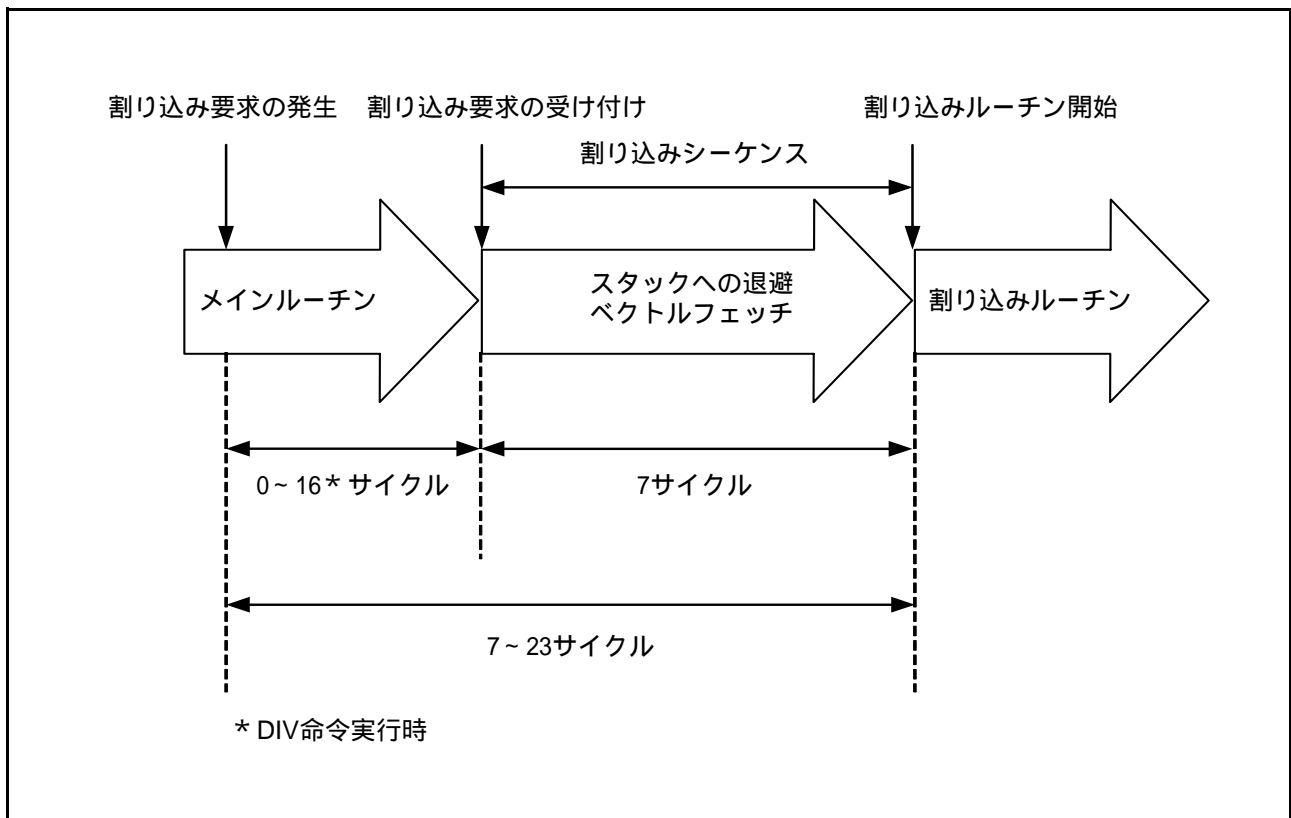 割り込み要求の発生
割り込み要求の受け付け
割り込みルーチン開始
割り込みシーケンス
メインルーチン
スタックへの退避
ベクトルフェッチ
割り込みルーチン
0~16* サイクル
7サイクル
7~23サイクル
* DIV命令実行時